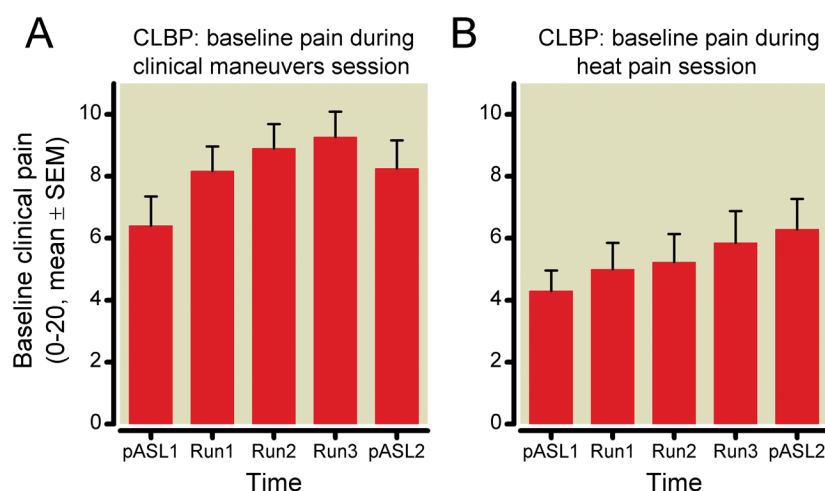 A
CLBP: baseline pain during
clinical maneuvers session
Baseline clinical pain
(0-20, mean ± SEM)
10
8
6
4
2
0
pASL1 Run1 Run2 Run3 pASL2
Time
B
CLBP: baseline pain during
heat pain session
10
8
6
4
2
0
pASL1 Run1 Run2 Run3 pASL2
Time